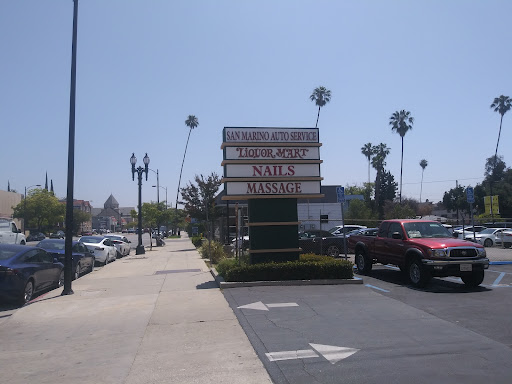 SAN MARINO AUTO SERVICE
LIQUOR MART
NAILS
MASSAGE